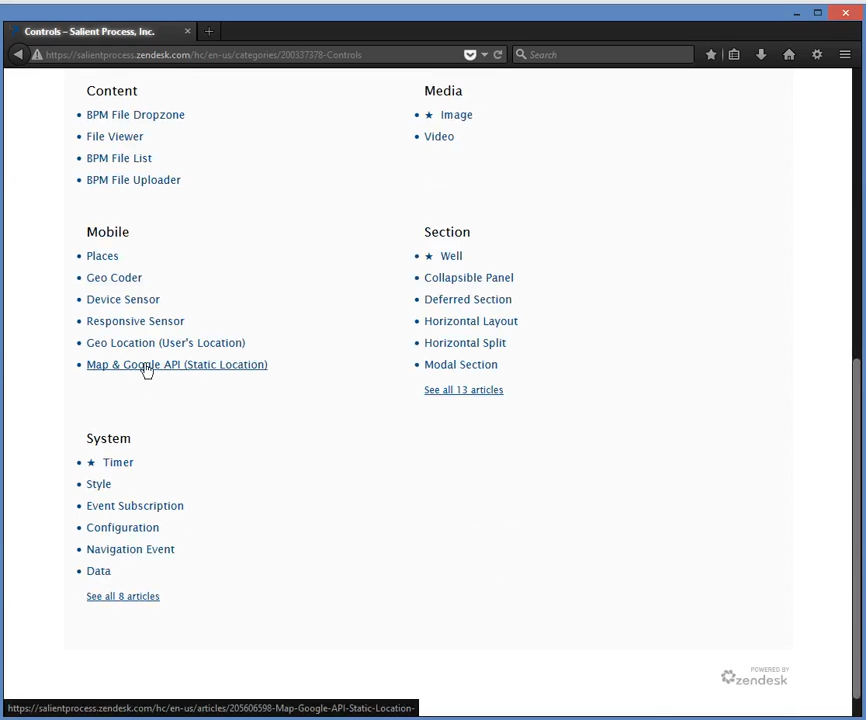 Controls – Salient Process, Inc.
https://salientprocess.zendesk.com/hc/en-us/categories/200337378-Controls
Search
Content
BPM File Dropzone
File Viewer
BPM File List
BPM File Uploader
Media
★ Image
Video
Mobile
Places
Geo Coder
Device Sensor
Responsive Sensor
Geo Location (User's Location)
Map & Google API (Static Location)
Section
★ Well
Collapsible Panel
Deferred Section
Horizontal Layout
Horizontal Split
Modal Section
See all 13 articles
System
★ Timer
Style
Event Subscription
Configuration
Navigation Event
Data
See all 8 articles
POWERED BY
zendesk
https://salientprocess.zendesk.com/hc/en-us/articles/205606598-Map-Google-API-Static-Location-